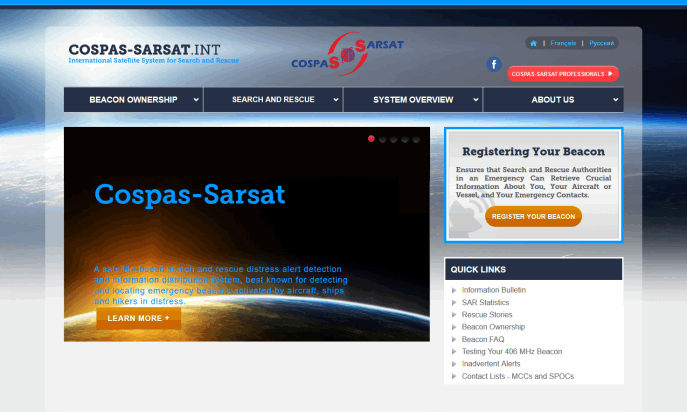 COSPAS-SARSAT.INT
International Satellite System for Search and Rescue
COSPAS SARSAT
Français | Русский
COSPAS-SARSAT PROFESSIONALS
BEACON OWNERSHIP
SEARCH AND RESCUE
SYSTEM OVERVIEW
ABOUT US
Cospas-Sarsat
A satellite-based search and rescue distress alert detection
and information distribution system, best known for detecting
and locating emergency beacons activated by aircraft, ships
and hikers in distress.
LEARN MORE +
Registering Your Beacon
Ensures that Search and Rescue Authorities
in an Emergency Can Retrieve Crucial
Information About You, Your Aircraft or
Vessel, and Your Emergency Contacts.
REGISTER YOUR BEACON
QUICK LINKS
Information Bulletin
SAR Statistics
Rescue Stories
Beacon Ownership
Beacon FAQ
Testing Your 406 MHz Beacon
Inadvertent Alerts
Contact Lists - MCCs and SPOCs